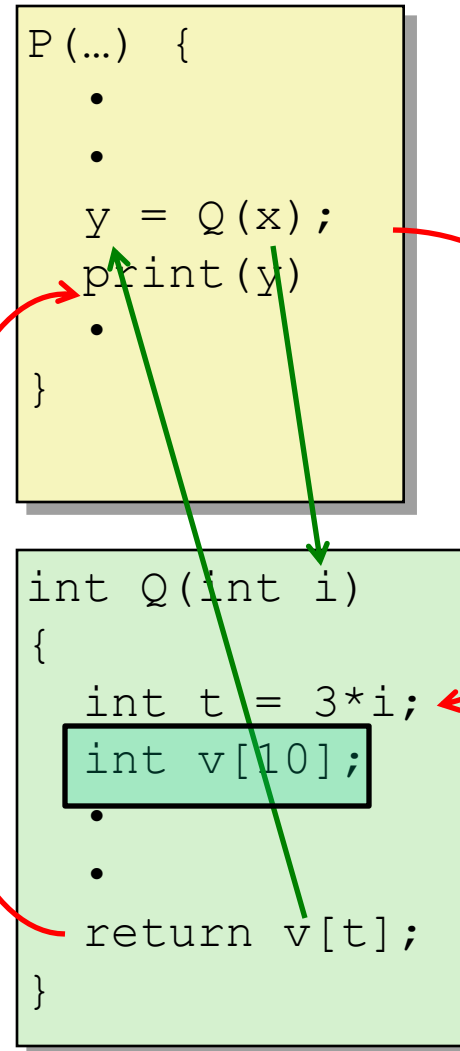 P(…) {
•
•
y = Q(x);
print(y)
•
}
int Q(int i)
{
int t = 3*i;
int v[10];
•
•
return v[t];
}